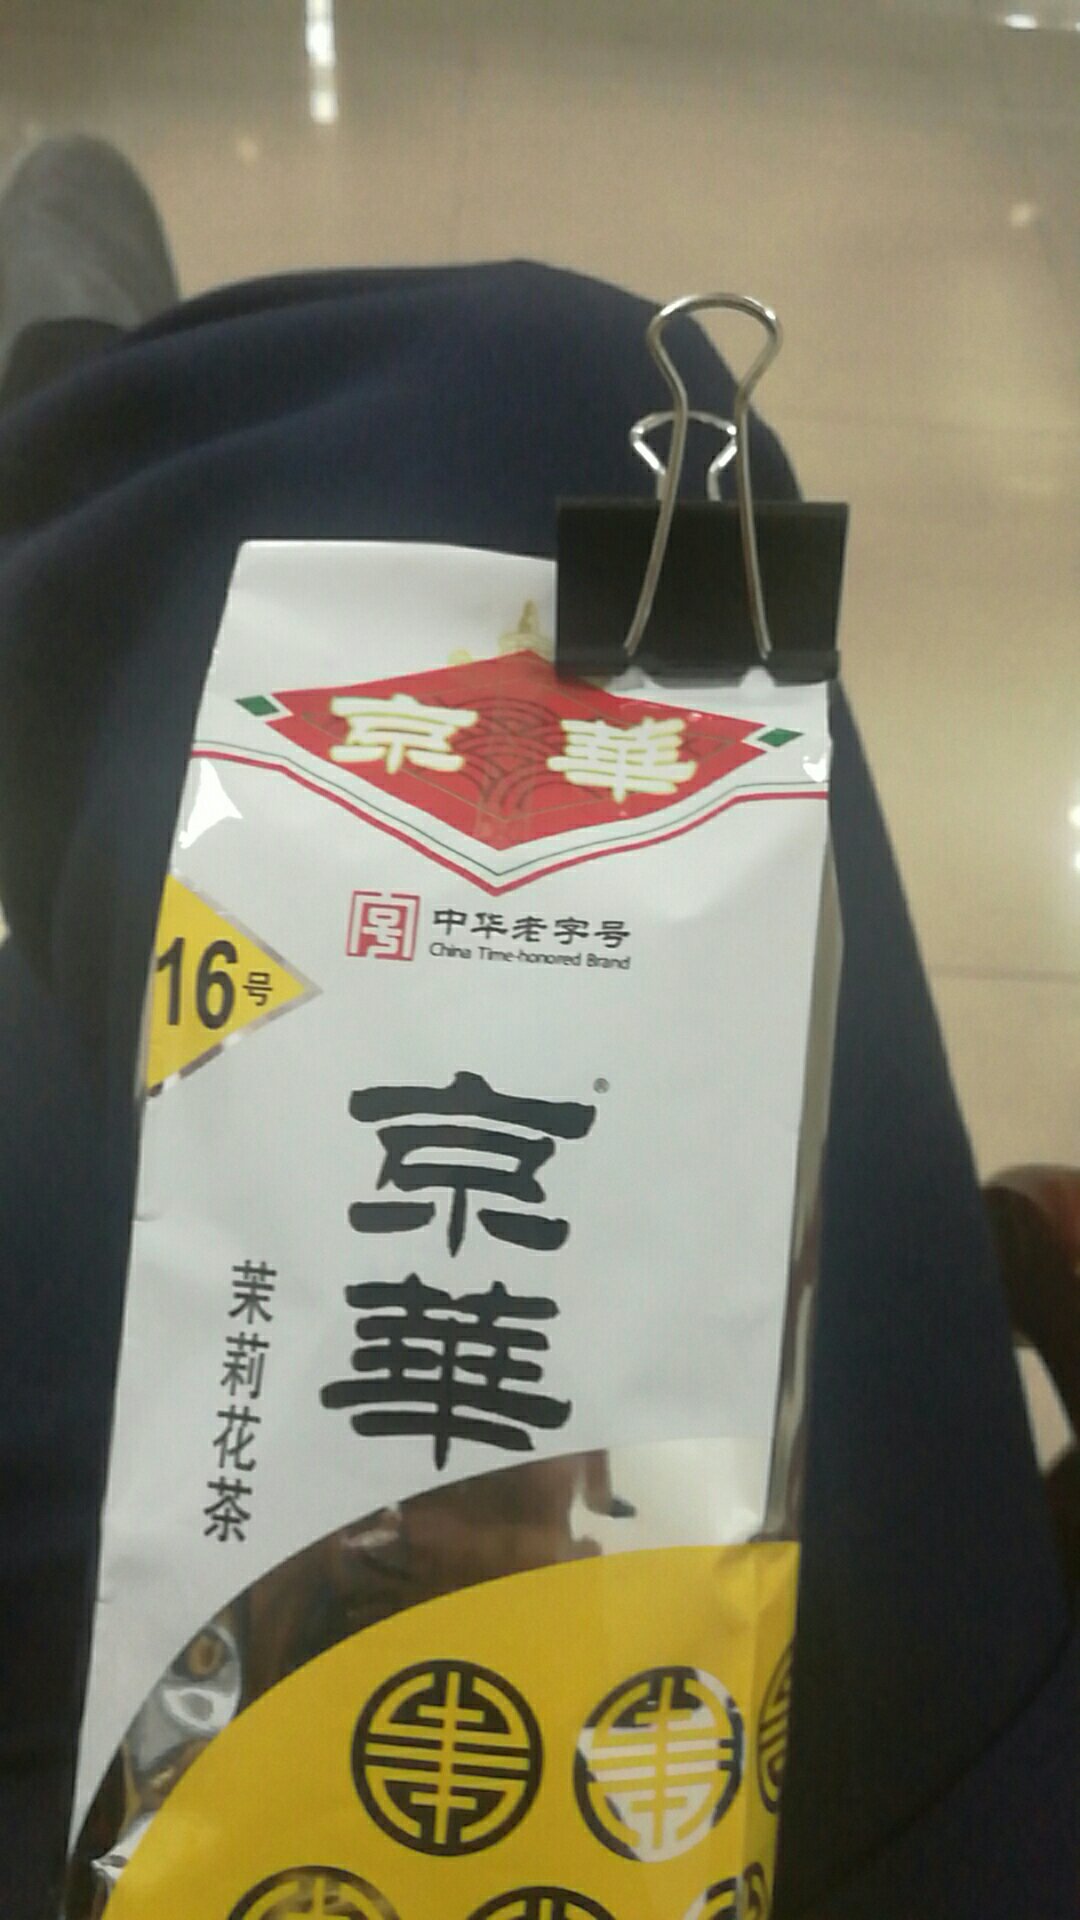 京華
号 中华老字号
China Time-honored Brand
16号
京華®
茉莉花茶